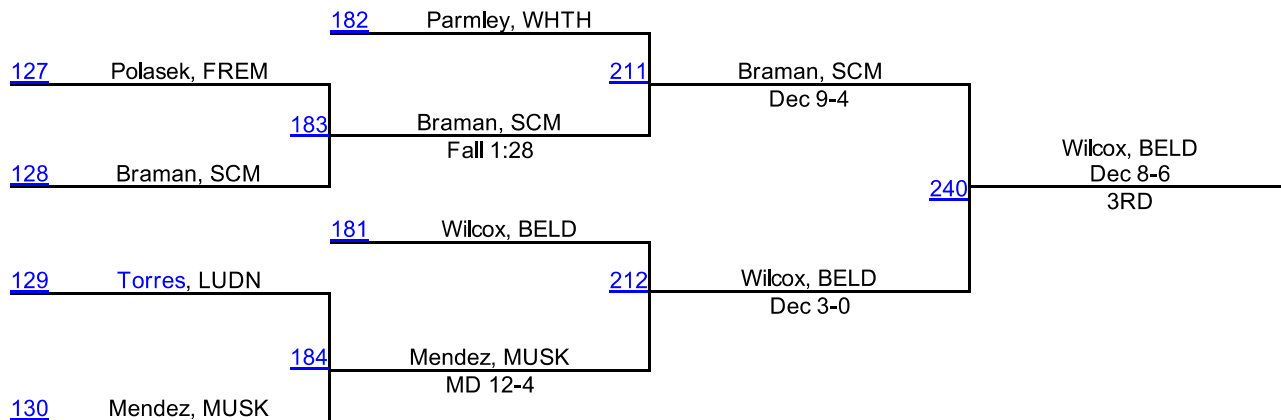 182 Parmley, WHTH
127 Polasek, FREM
211 Braman, SCM
Dec 9-4
183 Braman, SCM
Fall 1:28
128 Braman, SCM
Wilcox, BELD
Dec 8-6
240
3RD
181 Wilcox, BELD
129 Torres, LUDN
212 Wilcox, BELD
Dec 3-0
184 Mendez, MUSK
MD 12-4
130 Mendez, MUSK